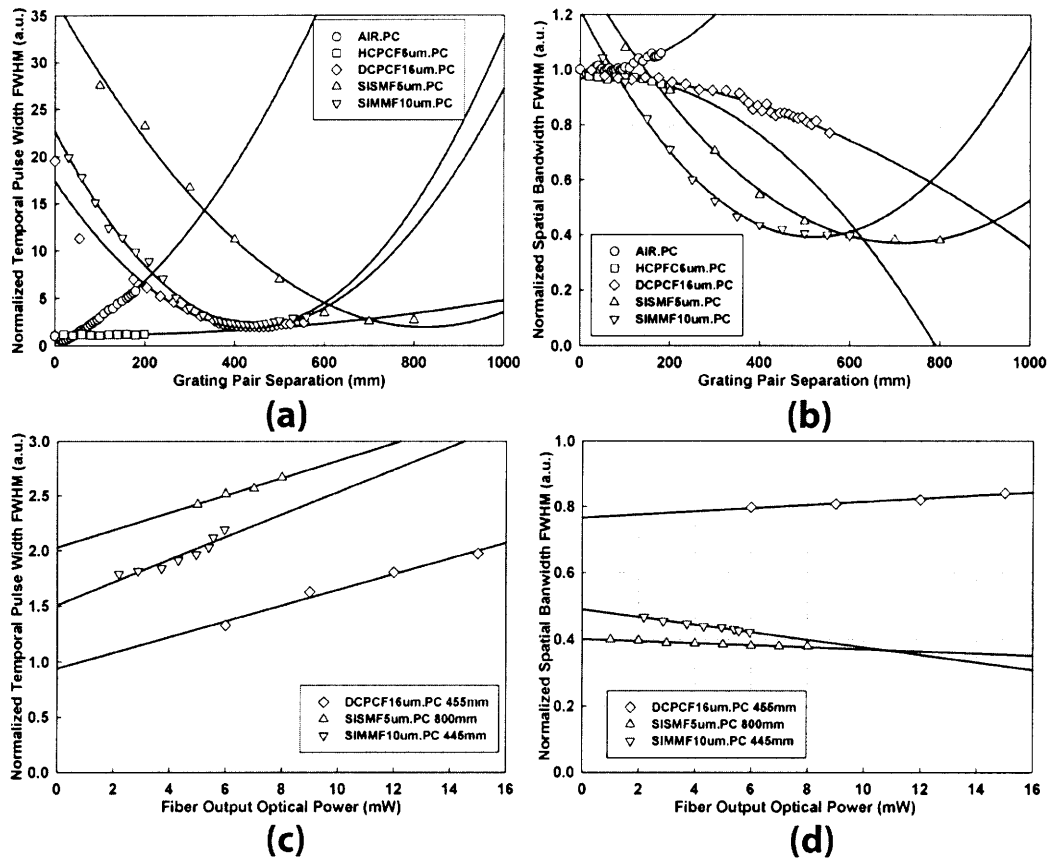 Normalized Temporal Pulse Width FWHM (a.u.)
35
30
25
20
15
10
5
0
0 200 400 600 800 1000
Grating Pair Separation (mm)
AIR.PC
HCPCF6um.PC
DCPCF16um.PC
SISMF5um.PC
SIMMF10um.PC
(a)
Normalized Spatial Bandwidth FWHM (a.u.)
1.2
1.0
0.8
0.6
0.4
0.2
0.0
0 200 400 600 800 1000
Grating Pair Separation (mm)
AIR.PC
HCPFC6um.PC
DCPCF16um.PC
SISMF5um.PC
SIMMF10um.PC
(b)
Normalized Temporal Pulse Width FWHM (a.u.)
3.0
2.5
2.0
1.5
1.0
0.5
0.0
0 2 4 6 8 10 12 14 16
Fiber Output Optical Power (mW)
DCPCF16um.PC 455mm
SISMF5um.PC 800mm
SIMMF10um.PC 445mm
(c)
Normalized Spatial Banwidth FWHM (a.u.)
1.0
0.8
0.6
0.4
0.2
0.0
0 2 4 6 8 10 12 14 16
Fiber Output Optical Power (mW)
DCPCF16um.PC 455mm
SISMF5um.PC 800mm
SIMMF10um.PC 445mm
(d)